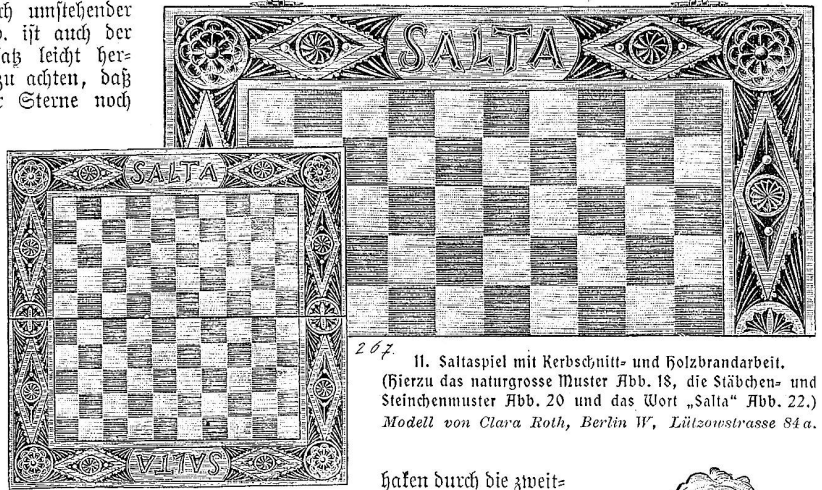 ch umstehender
b. ist auch der
satz leicht her-
zu achten, daß
r Sterne noch
SALTA
SALTA
SALTA
267.
11. Saltaspiel mit Kerbschnitt- und Holzbrandarbeit.
(Hierzu das naturgrosse Muster Abb. 18, die Stäbchen- und
Steinchenmuster Abb. 20 und das Wort „Salta“ Abb. 22.)
Modell von Clara Roth, Berlin W, Lützowstrasse 84a.
haken durch die zweit-